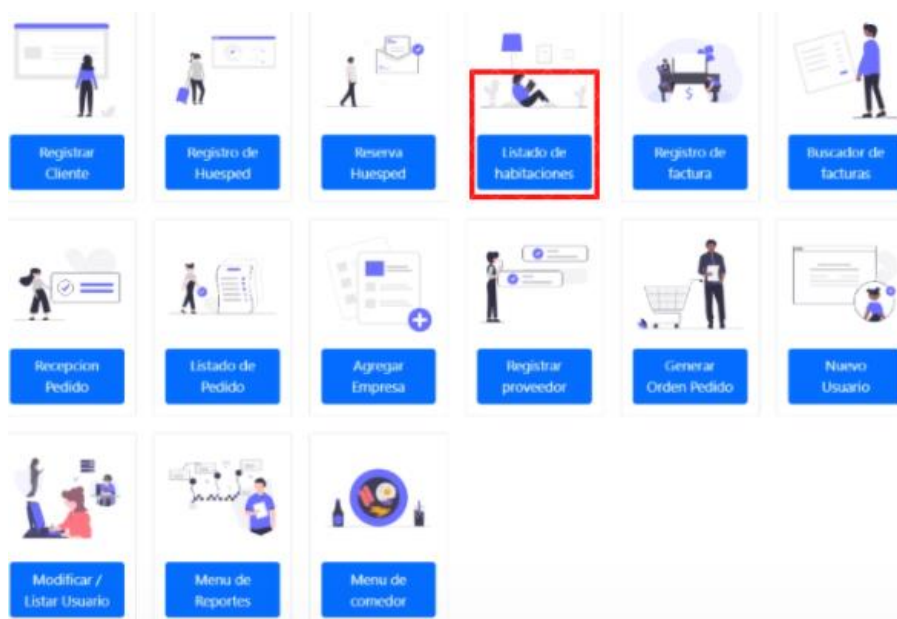 Registrar
Cliente
Registro de
Huesped
Reserva
Huesped
Listado de
habitaciones
Registro de
factura
Buscador de
facturas
Recepcion
Pedido
Listado de
Pedido
Agregar
Empresa
Registrar
proveedor
Generar
Orden Pedido
Nuevo
Usuario
Modificar /
Listar Usuario
Menu de
Reportes
Menu de
comedor